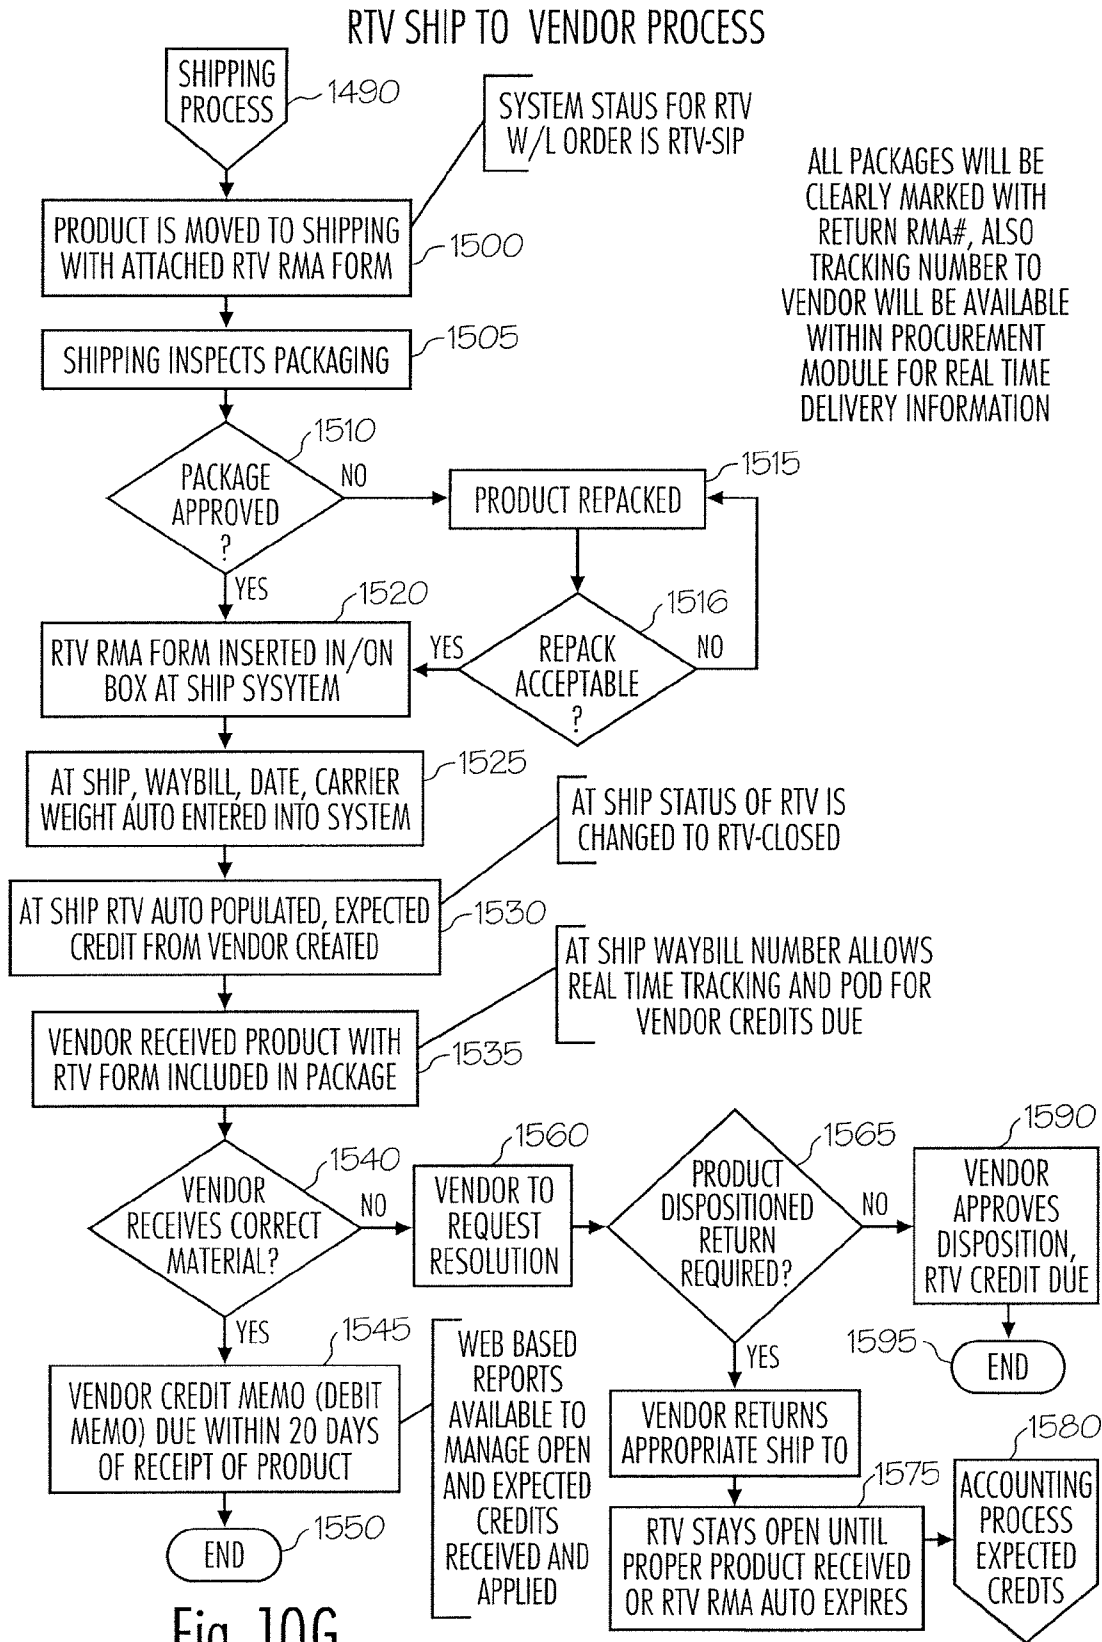 RTV SHIP TO VENDOR PROCESS
SHIPPING
PROCESS
1490
SYSTEM STAUS FOR RTV
W/L ORDER IS RTV-SIP
ALL PACKAGES WILL BE
CLEARLY MARKED WITH
RETURN RMA#, ALSO
TRACKING NUMBER TO
VENDOR WILL BE AVAILABLE
WITHIN PROCUREMENT
MODULE FOR REAL TIME
DELIVERY INFORMATION
PRODUCT IS MOVED TO SHIPPING
WITH ATTACHED RTV RMA FORM
1500
SHIPPING INSPECTS PACKAGING
1505
PACKAGE
APPROVED
?
1510
NO
YES
PRODUCT REPACKED
1515
REPACK
ACCEPTABLE
?
1516
YES
NO
RTV RMA FORM INSERTED IN/ON
BOX AT SHIP SYSYTEM
1520
AT SHIP, WAYBILL, DATE, CARRIER
WEIGHT AUTO ENTERED INTO SYSTEM
1525
AT SHIP STATUS OF RTV IS
CHANGED TO RTV-CLOSED
AT SHIP RTV AUTO POPULATED, EXPECTED
CREDIT FROM VENDOR CREATED
1530
AT SHIP WAYBILL NUMBER ALLOWS
REAL TIME TRACKING AND POD FOR
VENDOR CREDITS DUE
VENDOR RECEIVED PRODUCT WITH
RTV FORM INCLUDED IN PACKAGE
1535
VENDOR
RECEIVES CORRECT
MATERIAL?
1540
NO
YES
VENDOR TO
REQUEST
RESOLUTION
1560
PRODUCT
DISPOSITIONED
RETURN
REQUIRED?
1565
NO
YES
VENDOR
APPROVES
DISPOSITION,
RTV CREDIT DUE
1590
1595
END
VENDOR CREDIT MEMO (DEBIT
MEMO) DUE WITHIN 20 DAYS
OF RECEIPT OF PRODUCT
1545
WEB BASED
REPORTS
AVAILABLE TO
MANAGE OPEN
AND EXPECTED
CREDITS
RECEIVED AND
APPLIED
VENDOR RETURNS
APPROPRIATE SHIP TO
RTV STAYS OPEN UNTIL
PROPER PRODUCT RECEIVED
OR RTV RMA AUTO EXPIRES
1575
ACCOUNTING
PROCESS
EXPECTED
CREDTS
1580
END
1550
Fig. 10G